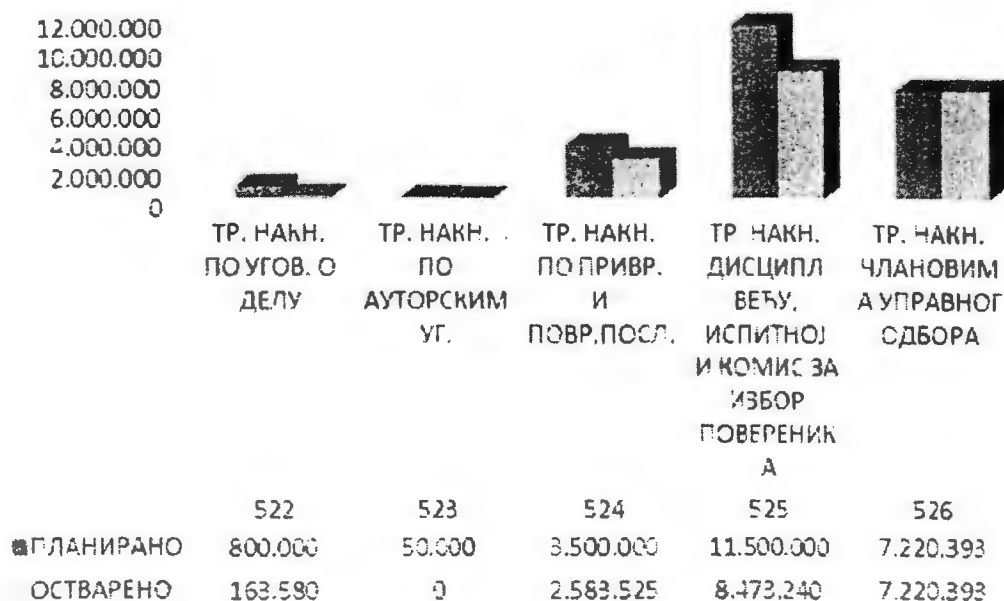 12.000.000
10.000.000
8.000.000
6.000.000
4.000.000
2.000.000
0
ТР. НАКН. ПО УГОВ. О ДЕЛУ
ТР. НАКН. ПО АУТОРСКИМ УГ.
ТР. НАКН. ПО ПРИВР. И ПОВР.ПОСЛ.
ТР НАКН. ДИСЦИПЛ ВЕЋУ, ИСПИТНОЈ И КОМИС ЗА ИЗБОР ПОВЕРЕНИКА
ТР. НАКН. ЧЛАНОВИМА УПРАВНОГ ОДБОРА
522 523 524 525 526
ПЛАНИРАНО 800.000 50.000 3.500.000 11.500.000 7.220.393
ОСТВАРЕНО 163.580 0 2.583.525 8.473.240 7.220.393